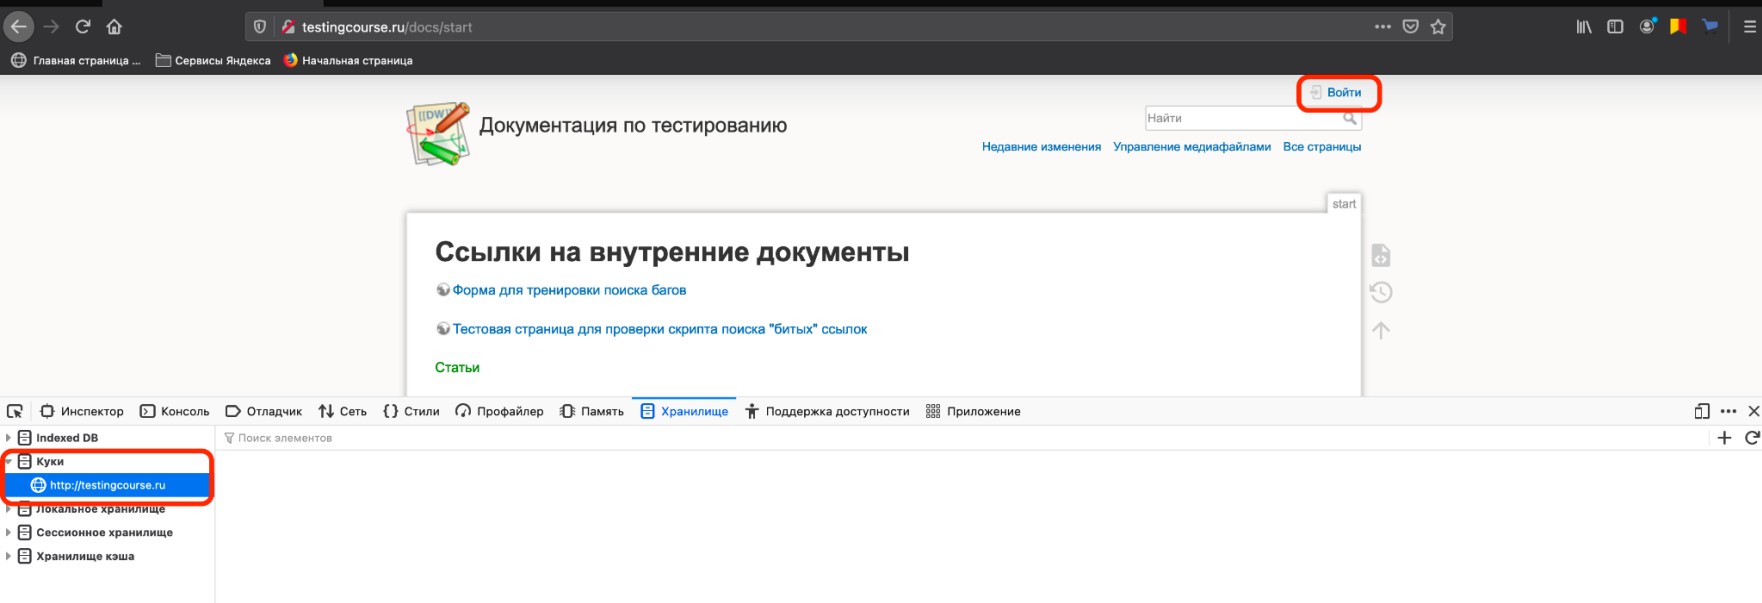 testingcourse.ru/docs/start
Главная страница ... Сервисы Яндекса Начальная страница
Войти
[[DW]]
Документация по тестированию
Найти
Недавние изменения Управление медиафайлами Все страницы
start
Ссылки на внутренние документы
Форма для тренировки поиска багов
Тестовая страница для проверки скрипта поиска "битых" ссылок
Статьи
Инспектор Консоль Отладчик Сеть Стили Профайлер Память Хранилище Поддержка доступности Приложение
Indexed DB
Поиск элементов
Куки
http://testingcourse.ru
Локальное хранилище
Сессионное хранилище
Хранилище кэша